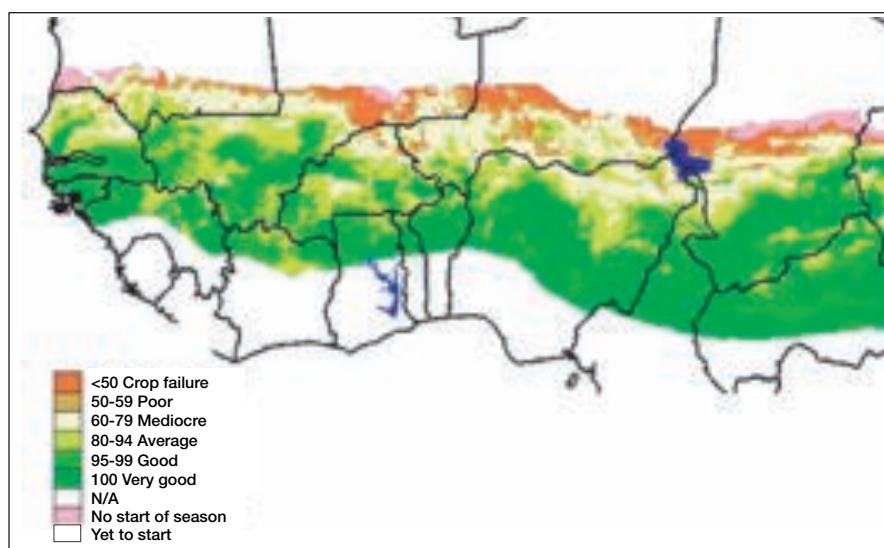 <50 Crop failure
50-59 Poor
60-79 Mediocre
80-94 Average
95-99 Good
100 Very good
N/A
No start of season
Yet to start